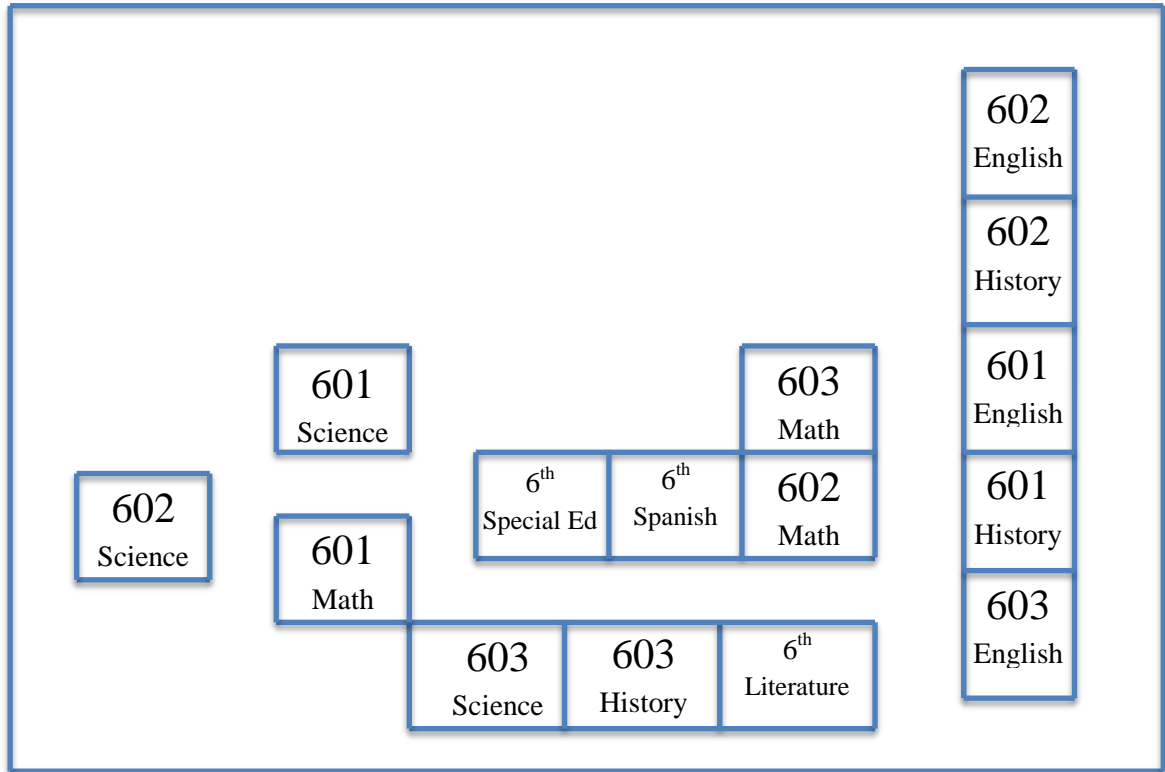 602
English
602
History
601
Science
603
Math
601
English
602
Science
601
Math
6th
Special Ed
6th
Spanish
602
Math
601
History
603
Science
603
History
6th
Literature
603
English